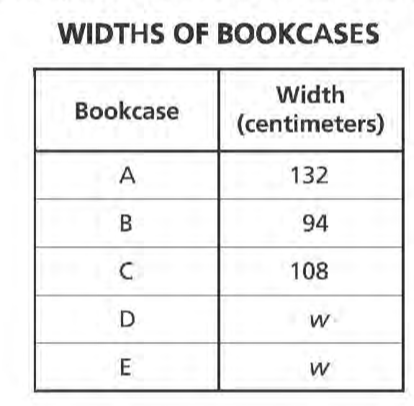 WIDTHS OF BOOKCASES
Bookcase Width (centimeters)
A 132
B 94
C 108
D w
E w